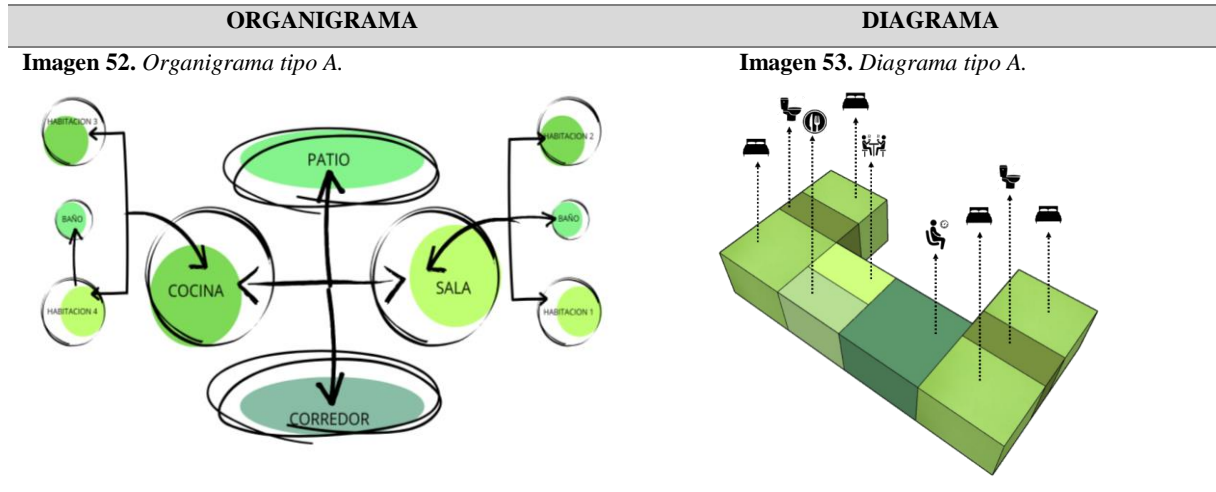 ORGANIGRAMA
DIAGRAMA
Imagen 52. Organigrama tipo A.
Imagen 53. Diagrama tipo A.
HABITACION 3
HABITACION 2
PATIO
BAÑO
BAÑO
COCINA
SALA
HABITACION 4
HABITACION 1
CORREDOR